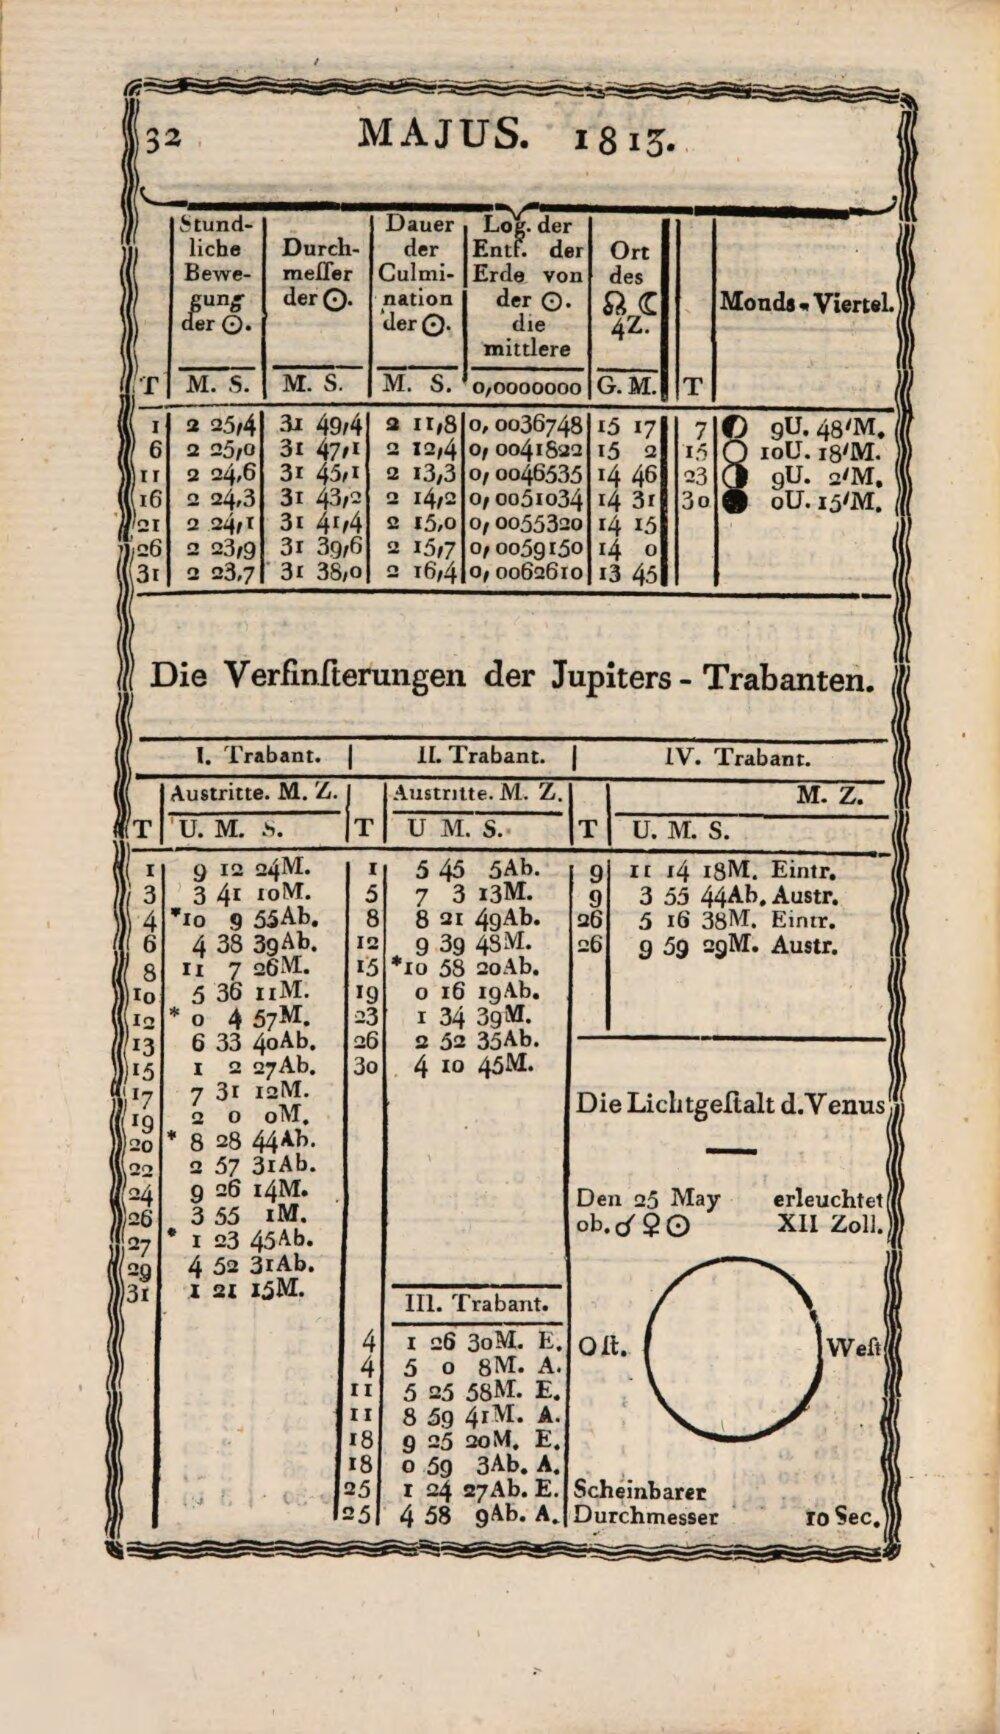 32 MAJUS. 1813.
Stund-
liche
Bewe-
gung
der ☉.
Durch-
meſſer
der ☉.
Dauer
der
Culmi-
nation
der ☉.
Log. der
Entf. der
Erde von
der ☉.
die
mittlere
Ort
des
☊ ☾
4Z.
Monds-Viertel.
T M. S. M. S. M. S. 0,0000000 G. M. T
1 2 25,4 31 49,4 2 11,8 0,0036748 15 17 7 ◐ 9U. 48′M.
6 2 25,0 31 47,1 2 12,4 0,0041822 15 2 15 ○ 10U. 18′M.
11 2 24,6 31 45,1 2 13,3 0,0046535 14 46 23 ◑ 9U. 2′M.
16 2 24,3 31 43,2 2 14,2 0,0051034 14 31 30 ● 0U. 15′M.
21 2 24,1 31 41,4 2 15,0 0,0055320 14 15
26 2 23,9 31 39,6 2 15,7 0,0059150 14 0
31 2 23,7 31 38,0 2 16,4 0,0062610 13 45
Die Verfinſterungen der Jupiters-Trabanten.
I. Trabant.
Austritte. M. Z.
T U. M. S.
1 9 12 24M.
3 3 41 10M.
4 *10 9 55Ab.
6 4 38 39Ab.
8 11 7 26M.
10 5 36 11M.
12 * 0 4 57M.
13 6 33 40Ab.
15 1 2 27Ab.
17 7 31 12M.
19 2 0 0M.
20 * 8 28 44Ab.
22 2 57 31Ab.
24 9 26 14M.
26 3 55 1M.
27 * 1 23 45Ab.
29 4 52 31Ab.
31 1 21 15M.
II. Trabant.
Austritte. M. Z.
T U M. S.
1 5 45 5Ab.
5 7 3 13M.
8 8 21 49Ab.
12 9 39 48M.
15 *10 58 20Ab.
19 0 16 19Ab.
23 1 34 39M.
26 2 52 35Ab.
30 4 10 45M.
III. Trabant.
4 1 26 30M. E.
4 5 0 8M. A.
11 5 25 58M. E.
11 8 59 41M. A.
18 9 25 20M. E.
18 0 59 3Ab. A.
25 1 24 27Ab. E.
25 4 58 9Ab. A.
IV. Trabant.
M. Z.
T U. M. S.
9 11 14 18M. Eintr.
9 3 55 44Ab. Austr.
26 5 16 38M. Eintr.
26 9 59 29M. Austr.
Die Lichtgeſtalt d. Venus
Den 25 May erleuchtet
ob. ☌ ♀ ☉ XII Zoll.
Oſt. Weſt
Scheinbarer
Durchmesser 10 Sec.